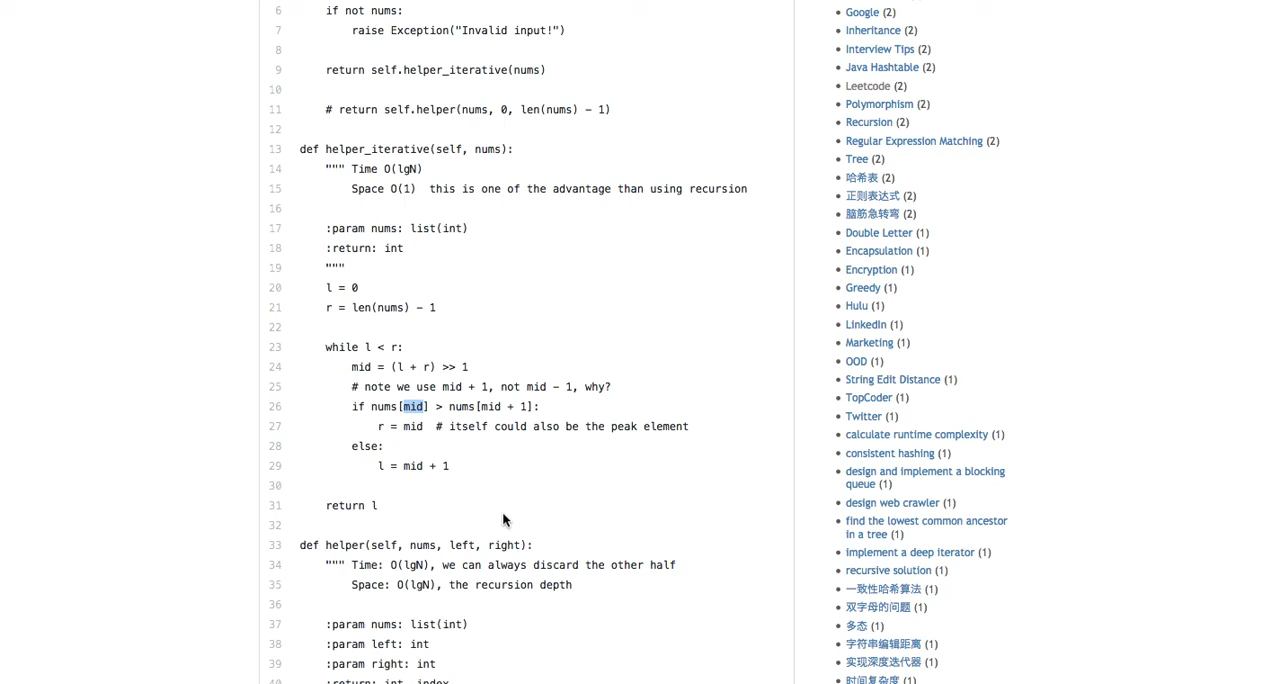 6 if not nums:
7 raise Exception("Invalid input!")
8
9 return self.helper_iterative(nums)
10
11 # return self.helper(nums, 0, len(nums) - 1)
12
13 def helper_iterative(self, nums):
14 """ Time O(lgN)
15 Space O(1)  this is one of the advantage than using recursion
16
17 :param nums: list(int)
18 :return: int
19 """
20 l = 0
21 r = len(nums) - 1
22
23 while l < r:
24 mid = (l + r) >> 1
25 # note we use mid + 1, not mid - 1, why?
26 if nums[mid] > nums[mid + 1]:
27 r = mid  # itself could also be the peak element
28 else:
29 l = mid + 1
30
31 return l
32
33 def helper(self, nums, left, right):
34 """ Time: O(lgN), we can always discard the other half
35 Space: O(lgN), the recursion depth
36
37 :param nums: list(int)
38 :param left: int
39 :param right: int
40 :return: int, index
Google (2)
Inheritance (2)
Interview Tips (2)
Java Hashtable (2)
Leetcode (2)
Polymorphism (2)
Recursion (2)
Regular Expression Matching (2)
Tree (2)
哈希表 (2)
正则表达式 (2)
脑筋急转弯 (2)
Double Letter (1)
Encapsulation (1)
Encryption (1)
Greedy (1)
Hulu (1)
LinkedIn (1)
Marketing (1)
OOD (1)
String Edit Distance (1)
TopCoder (1)
Twitter (1)
calculate runtime complexity (1)
consistent hashing (1)
design and implement a blocking
queue (1)
design web crawler (1)
find the lowest common ancestor
in a tree (1)
implement a deep iterator (1)
recursive solution (1)
一致性哈希算法 (1)
双字母的问题 (1)
多态 (1)
字符串编辑距离 (1)
实现深度迭代器 (1)
时间复杂度 (1)